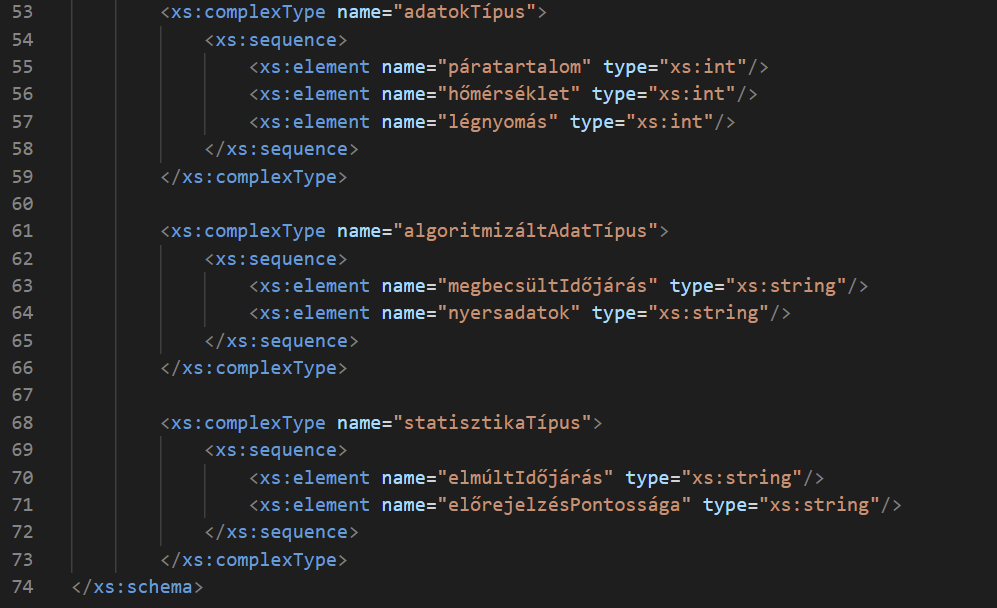 53 <xs:complexType name="adatokTípus">
54 <xs:sequence>
55 <xs:element name="páratartalom" type="xs:int"/>
56 <xs:element name="hőmérséklet" type="xs:int"/>
57 <xs:element name="légnyomás" type="xs:int"/>
58 </xs:sequence>
59 </xs:complexType>
60
61 <xs:complexType name="algoritmizáltAdatTípus">
62 <xs:sequence>
63 <xs:element name="megbecsültIdőjárás" type="xs:string"/>
64 <xs:element name="nyersadatok" type="xs:string"/>
65 </xs:sequence>
66 </xs:complexType>
67
68 <xs:complexType name="statisztikaTípus">
69 <xs:sequence>
70 <xs:element name="elmúltIdőjárás" type="xs:string"/>
71 <xs:element name="előrejelzésPontossága" type="xs:string"/>
72 </xs:sequence>
73 </xs:complexType>
74 </xs:schema>